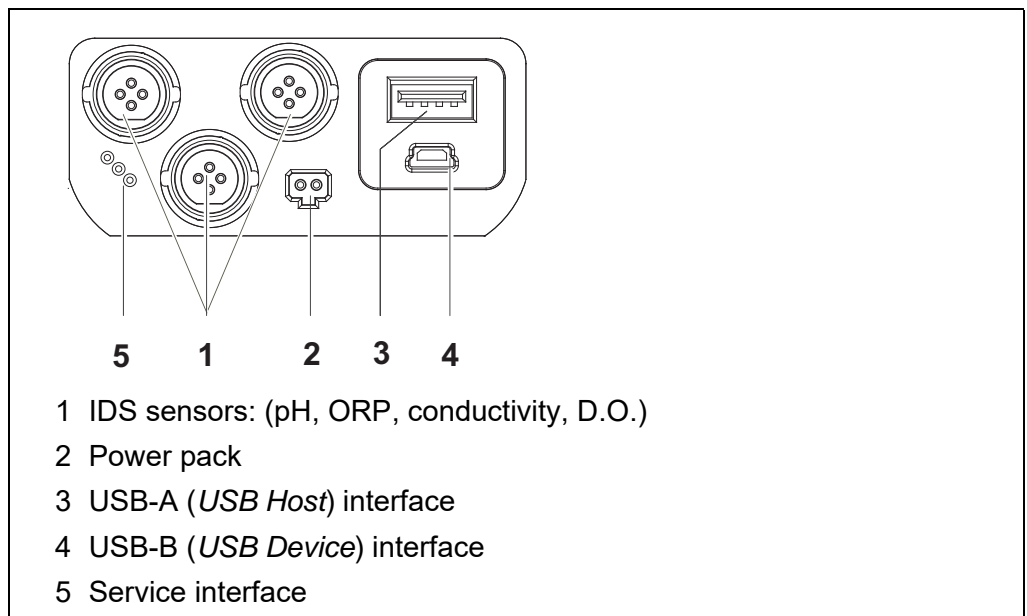 5 1 2 3 4
1 IDS sensors: (pH, ORP, conductivity, D.O.)
2 Power pack
3 USB-A (USB Host) interface
4 USB-B (USB Device) interface
5 Service interface